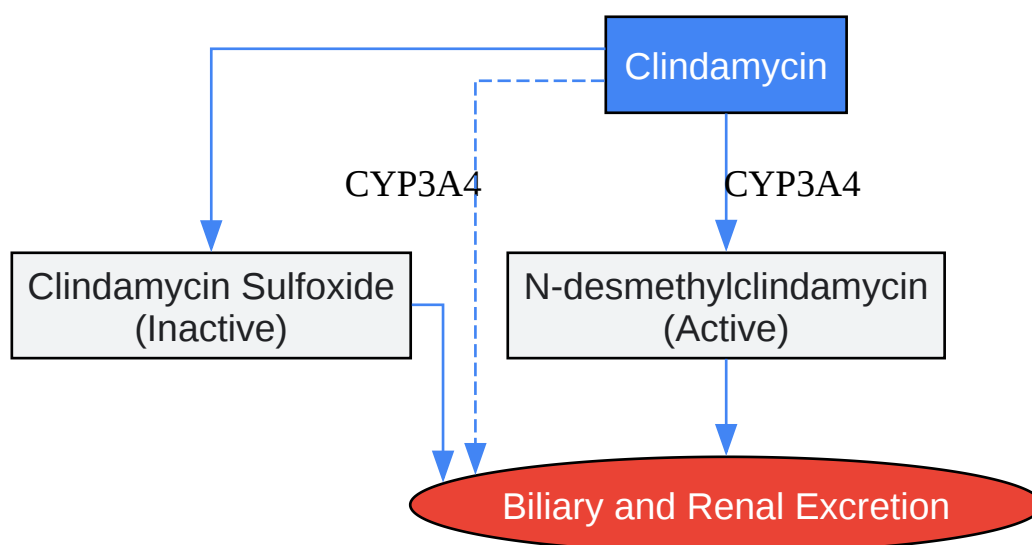 Clindamycin
CYP3A4
CYP3A4
Clindamycin Sulfoxide
(Inactive)
N-desmethylclindamycin
(Active)
Biliary and Renal Excretion